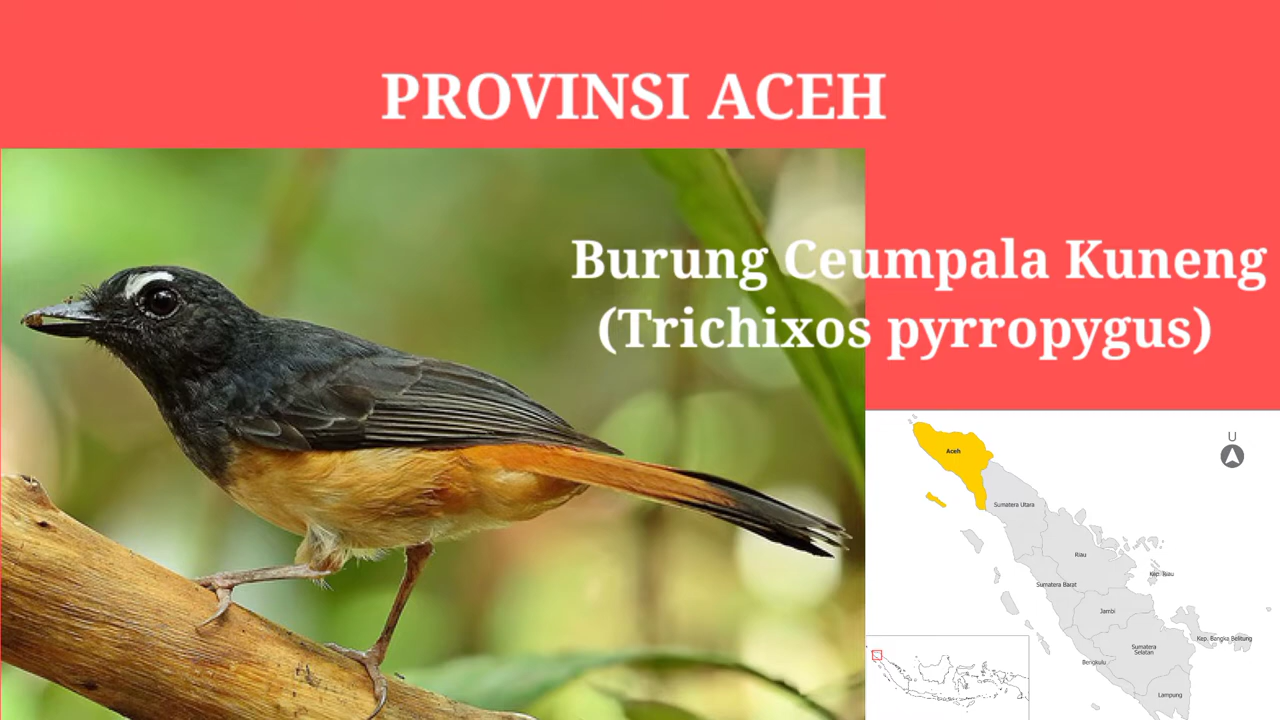 PROVINSI ACEH
Burung Ceumpala Kuneng
(Trichixos pyrropygus)
U
Aceh
Sumatera Utara
Riau
Kep. Riau
Sumatera Barat
Jambi
Kep. Bangka Belitung
Sumatera
Selatan
Bengkulu
Lampung